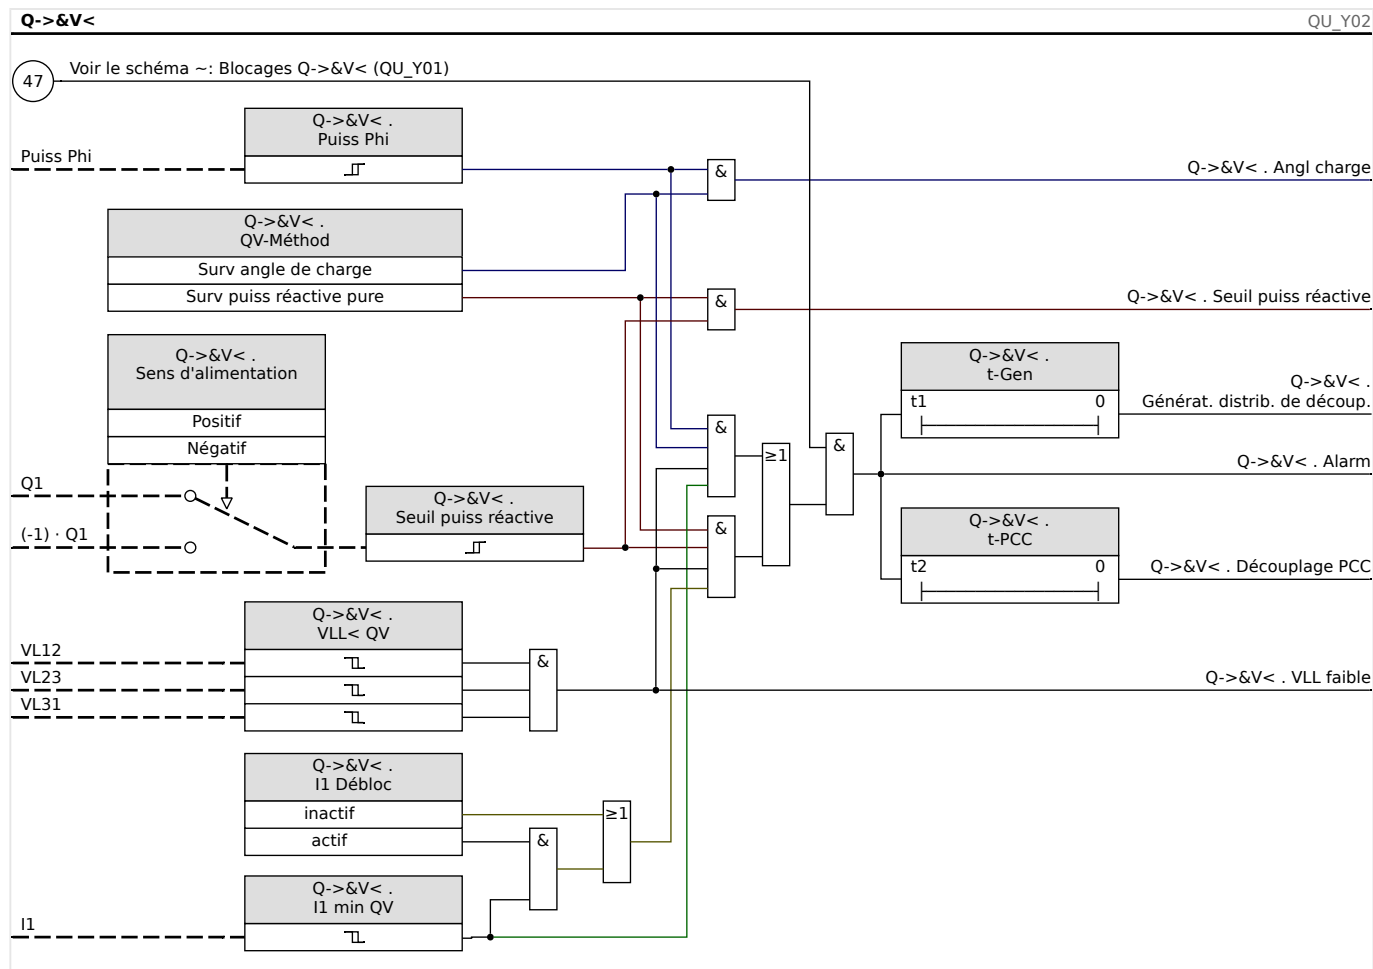 Q->&V<
QU_Y02
47
Voir le schéma ~: Blocages Q->&V< (QU_Y01)
Q->&V< .
Puiss Phi
Puiss Phi
&
Q->&V< . Angl charge
Q->&V< .
QV-Méthod
Surv angle de charge
Surv puiss réactive pure
&
Q->&V< . Seuil puiss réactive
Q->&V< .
Sens d'alimentation
Positif
Négatif
Q->&V< .
t-Gen
t1
0
Q->&V< .
Générat. distrib. de découp.
&
≥1
&
Q->&V< . Alarm
Q1
(-1) · Q1
Q->&V< .
Seuil puiss réactive
&
Q->&V< .
t-PCC
t2
0
Q->&V< . Découplage PCC
Q->&V< .
VLL< QV
VL12
VL23
VL31
&
Q->&V< . VLL faible
Q->&V< .
I1 Débloc
inactif
actif
≥1
&
Q->&V< .
I1 min QV
I1